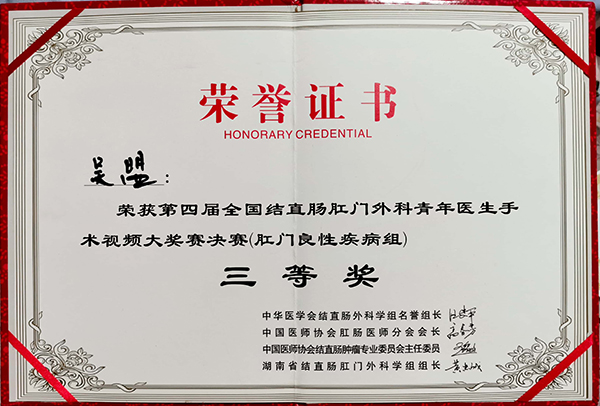 荣誉证书
HONORARY CREDENTIAL
吴盟：
荣获第四届全国结直肠肛门外科青年医生手
术视频大奖赛决赛(肛门良性疾病组)
三等奖
中华医学会结直肠外科学组名誉组长
中国医师协会肛肠医师分会会长
中国医师协会结直肠肿瘤专业委员会主任委员
湖南省结直肠肛门外科学组组长